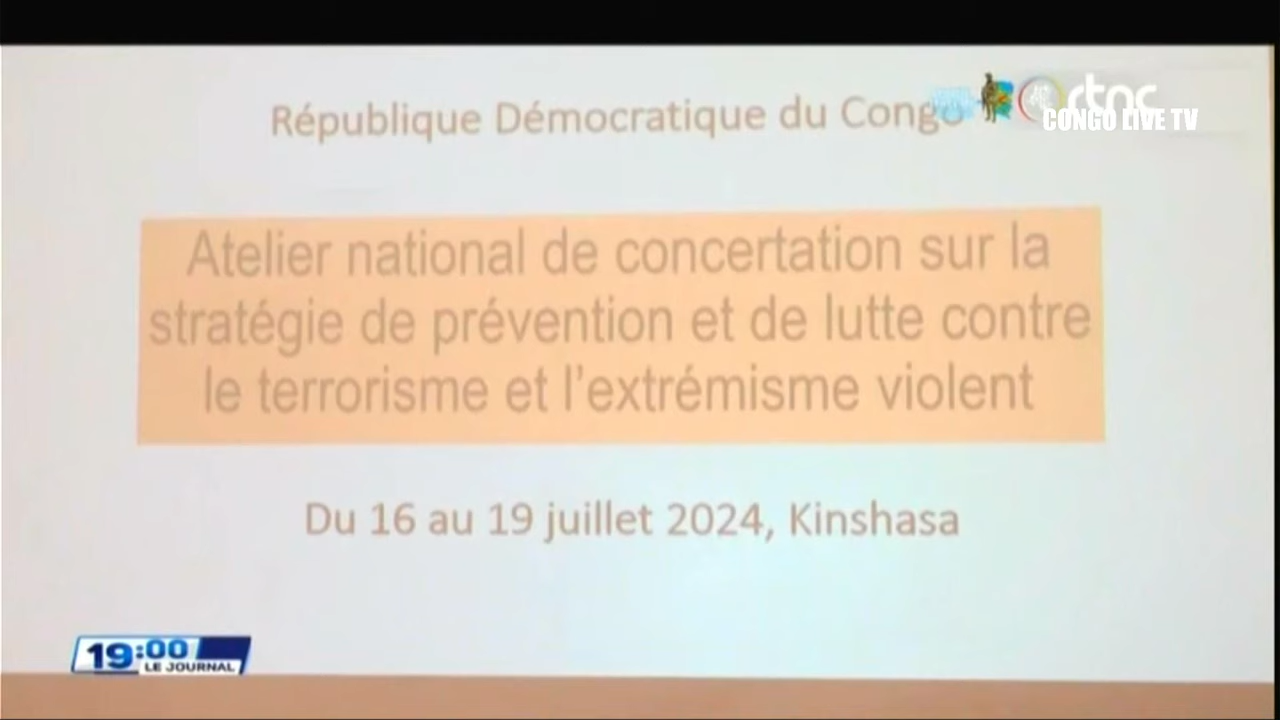 République Démocratique du Congo
rtnc
CONGO LIVE TV
Atelier national de concertation sur la
stratégie de prévention et de lutte contre
le terrorisme et l'extrémisme violent
Du 16 au 19 juillet 2024, Kinshasa
19:00
LE JOURNAL